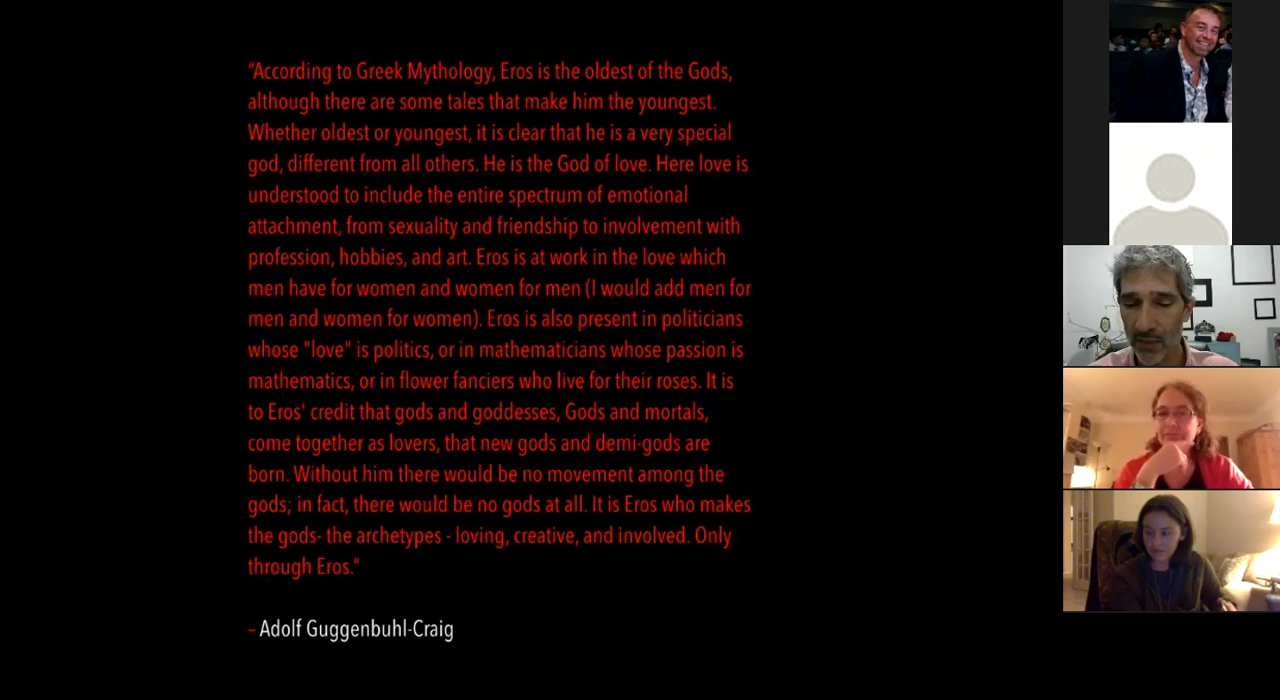 “According to Greek Mythology, Eros is the oldest of the Gods,
although there are some tales that make him the youngest.
Whether oldest or youngest, it is clear that he is a very special
god, different from all others. He is the God of love. Here love is
understood to include the entire spectrum of emotional
attachment, from sexuality and friendship to involvement with
profession, hobbies, and art. Eros is at work in the love which
men have for women and women for men (I would add men for
men and women for women). Eros is also present in politicians
whose "love" is politics, or in mathematicians whose passion is
mathematics, or in flower fanciers who live for their roses. It is
to Eros' credit that gods and goddesses, Gods and mortals,
come together as lovers, that new gods and demi-gods are
born. Without him there would be no movement among the
gods; in fact, there would be no gods at all. It is Eros who makes
the gods- the archetypes - loving, creative, and involved. Only
through Eros.”
– Adolf Guggenbuhl-Craig